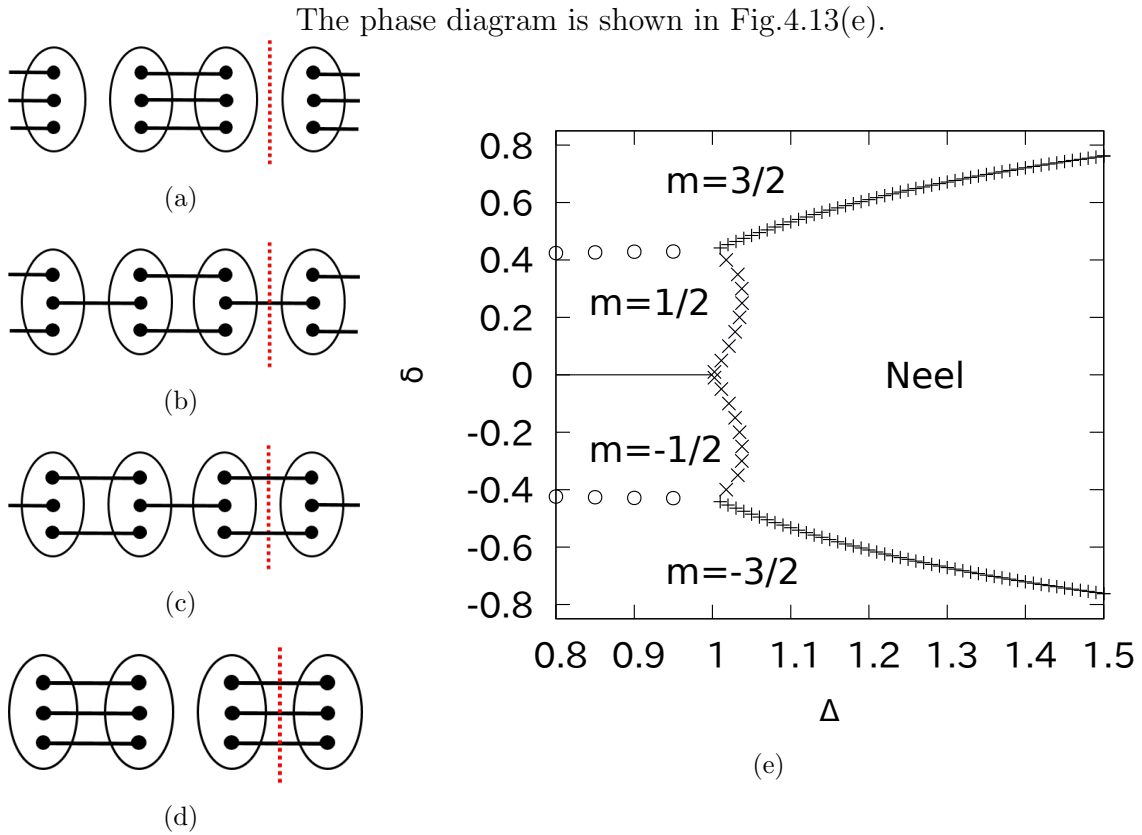 The phase diagram is shown in Fig.4.13(e).
(a)
(b)
(c)
(d)
0.8
0.6
0.4
0.2
0
-0.2
-0.4
-0.6
-0.8
δ
m=3/2
m=1/2
Neel
m=-1/2
m=-3/2
0.8 0.9 1 1.1 1.2 1.3 1.4 1.5
Δ
(e)